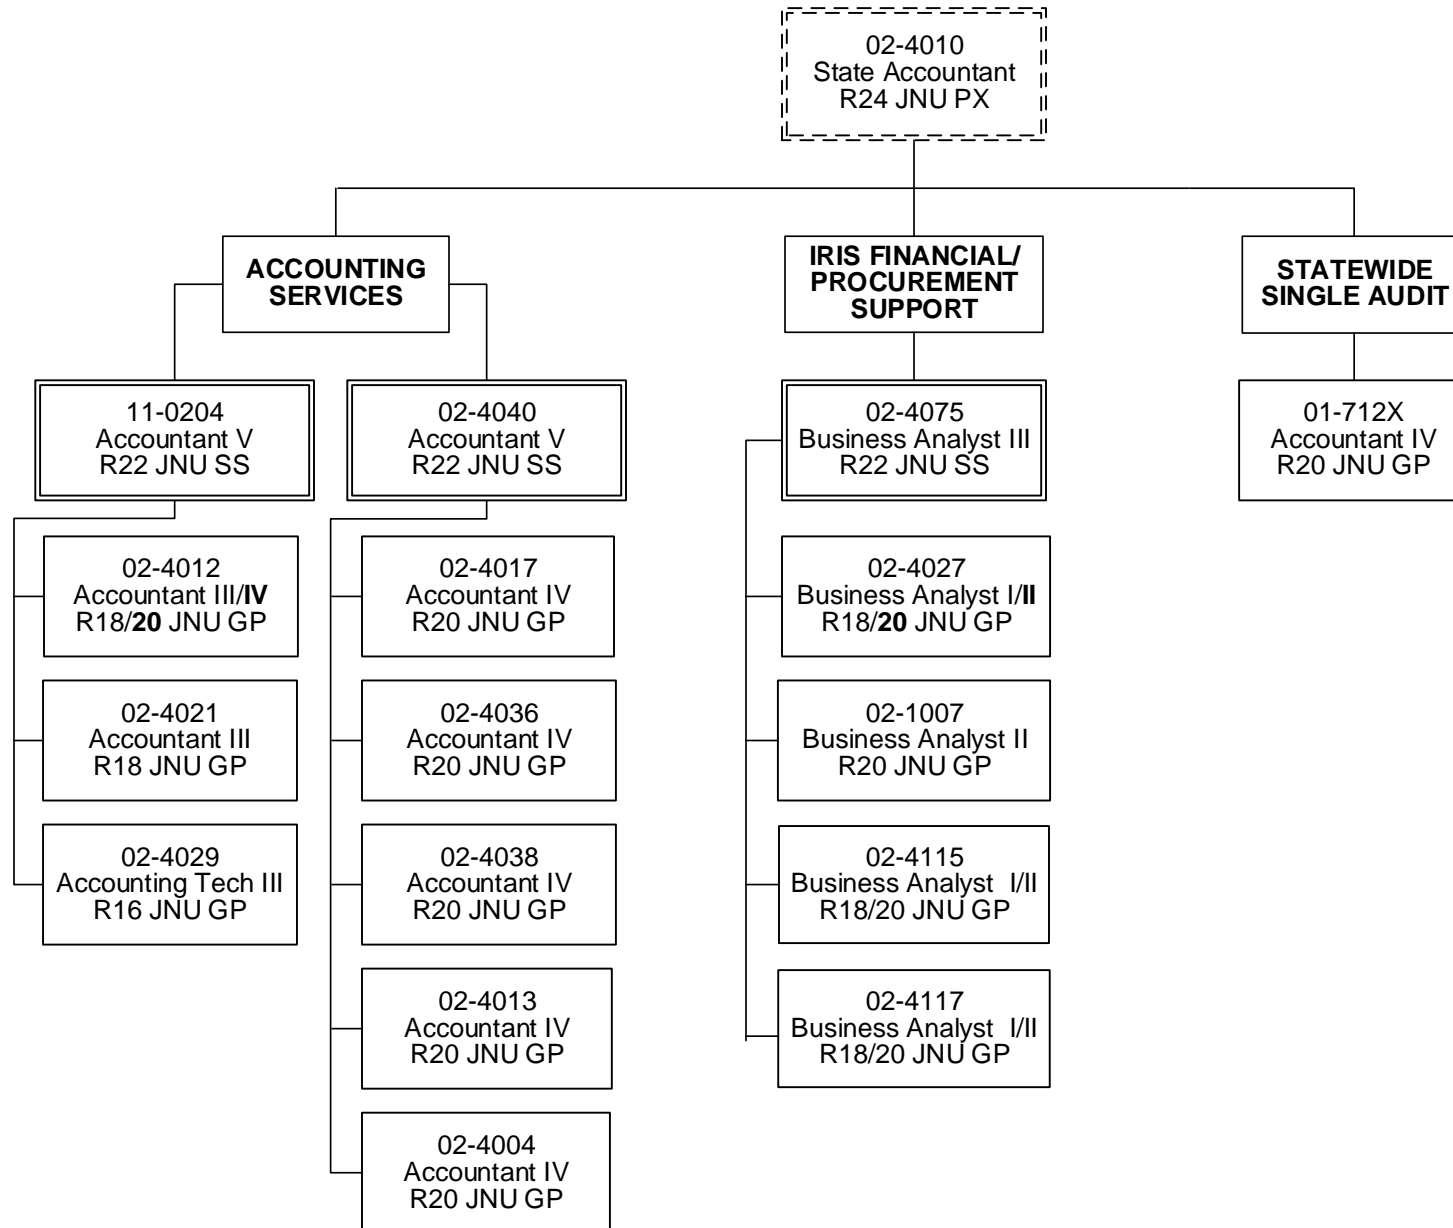 02-4010
State Accountant
R24 JNU PX
ACCOUNTING
SERVICES
IRIS FINANCIAL/
PROCUREMENT
SUPPORT
STATEWIDE
SINGLE AUDIT
11-0204
Accountant V
R22 JNU SS
02-4040
Accountant V
R22 JNU SS
02-4075
Business Analyst III
R22 JNU SS
01-712X
Accountant IV
R20 JNU GP
02-4012
Accountant III/IV
R18/20 JNU GP
02-4021
Accountant III
R18 JNU GP
02-4029
Accounting Tech III
R16 JNU GP
02-4017
Accountant IV
R20 JNU GP
02-4036
Accountant IV
R20 JNU GP
02-4038
Accountant IV
R20 JNU GP
02-4013
Accountant IV
R20 JNU GP
02-4004
Accountant IV
R20 JNU GP
02-4027
Business Analyst I/II
R18/20 JNU GP
02-1007
Business Analyst II
R20 JNU GP
02-4115
Business Analyst  I/II
R18/20 JNU GP
02-4117
Business Analyst  I/II
R18/20 JNU GP